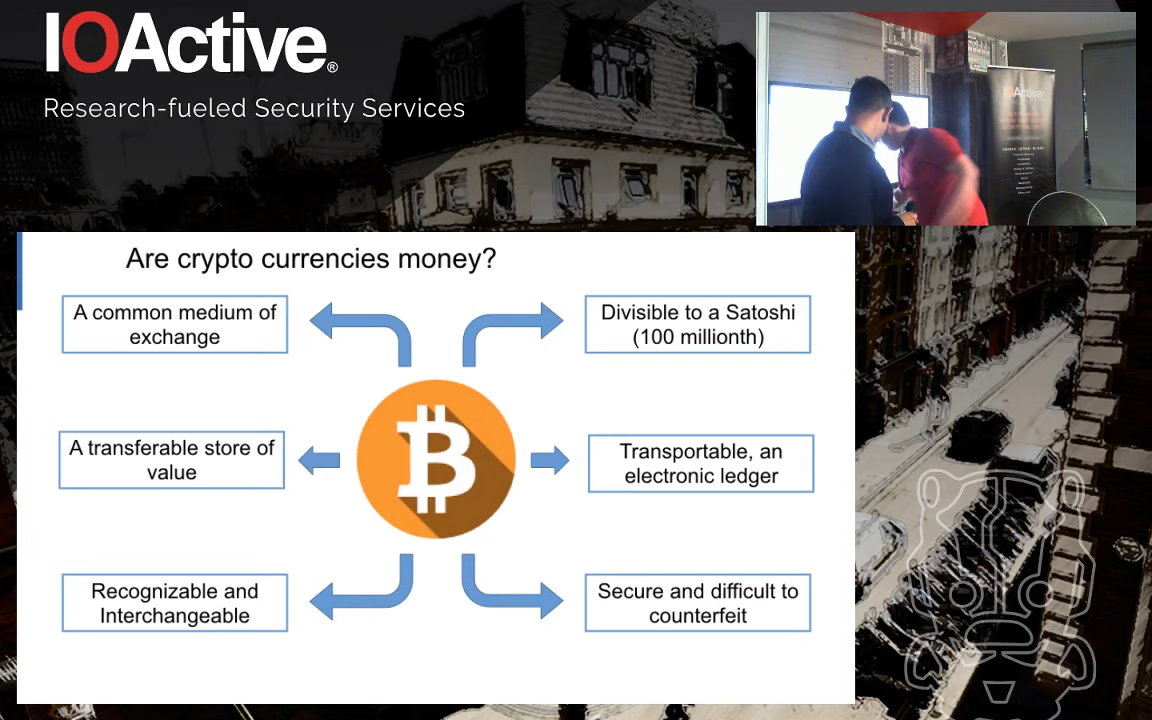 IOActive®
Research-fueled Security Services
IOActive
Are crypto currencies money?
A common medium of
exchange
Divisible to a Satoshi
(100 millionth)
A transferable store of
value
Transportable, an
electronic ledger
Recognizable and
Interchangeable
Secure and difficult to
counterfeit